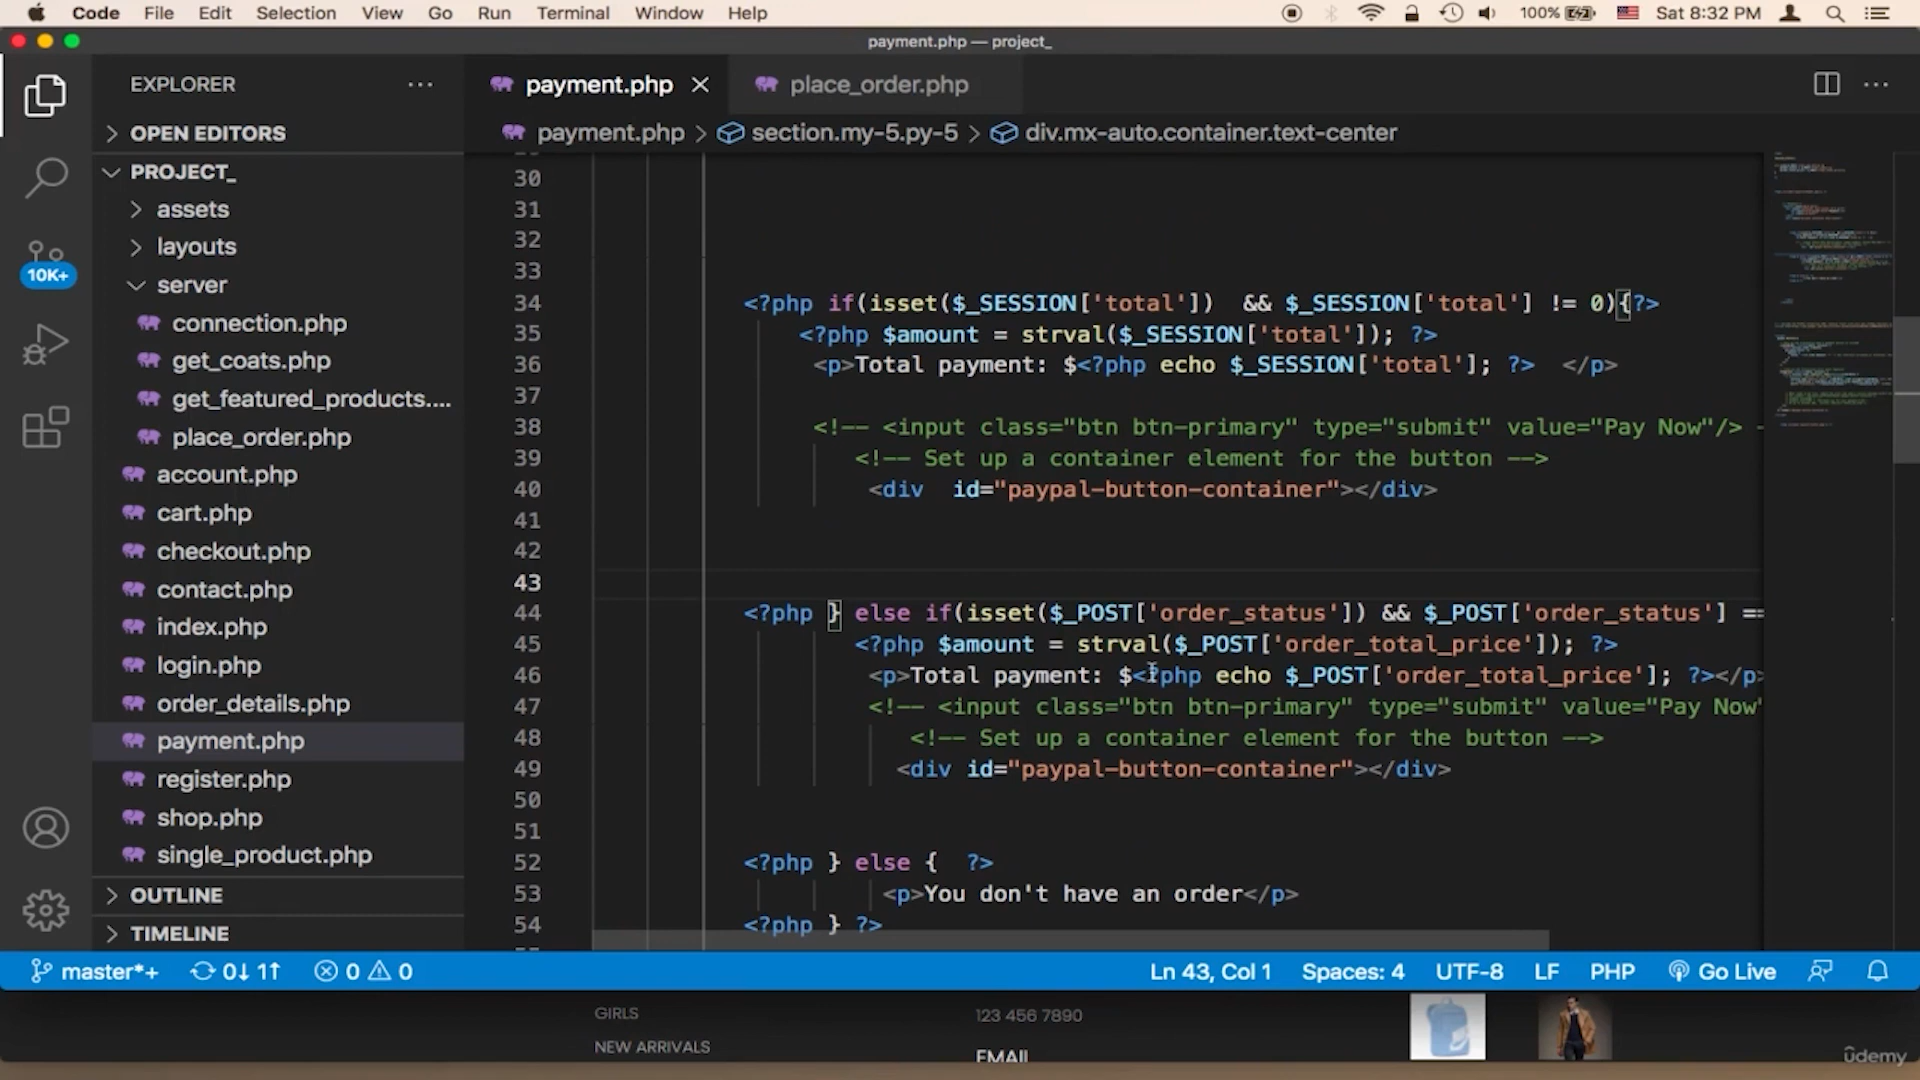 Code File Edit Selection View Go Run Terminal Window Help 100% Sat 8:32 PM
payment.php — project_
EXPLORER
OPEN EDITORS
PROJECT_
assets
layouts
server
connection.php
get_coats.php
get_featured_products....
place_order.php
account.php
cart.php
checkout.php
contact.php
index.php
login.php
order_details.php
payment.php
register.php
shop.php
single_product.php
OUTLINE
TIMELINE
10K+
payment.php place_order.php
payment.php > section.my-5.py-5 > div.mx-auto.container.text-center
30
31
32
33
34 <?php if(isset($_SESSION['total']) && $_SESSION['total'] != 0){?>
35 <?php $amount = strval($_SESSION['total']); ?>
36 <p>Total payment: $<?php echo $_SESSION['total']; ?> </p>
37
38 <!-- <input class="btn btn-primary" type="submit" value="Pay Now"/> -
39 <!-- Set up a container element for the button -->
40 <div id="paypal-button-container"></div>
41
42
43
44 <?php } else if(isset($_POST['order_status']) && $_POST['order_status'] ==
45 <?php $amount = strval($_POST['order_total_price']); ?>
46 <p>Total payment: $<?php echo $_POST['order_total_price']; ?></p>
47 <!-- <input class="btn btn-primary" type="submit" value="Pay Now"
48 <!-- Set up a container element for the button -->
49 <div id="paypal-button-container"></div>
50
51
52 <?php } else { ?>
53 <p>You don't have an order</p>
54 <?php } ?>
master*+ 0↓ 1↑ 0 0 Ln 43, Col 1 Spaces: 4 UTF-8 LF PHP Go Live
GIRLS
123 456 7890
NEW ARRIVALS
EMAIL
udemy